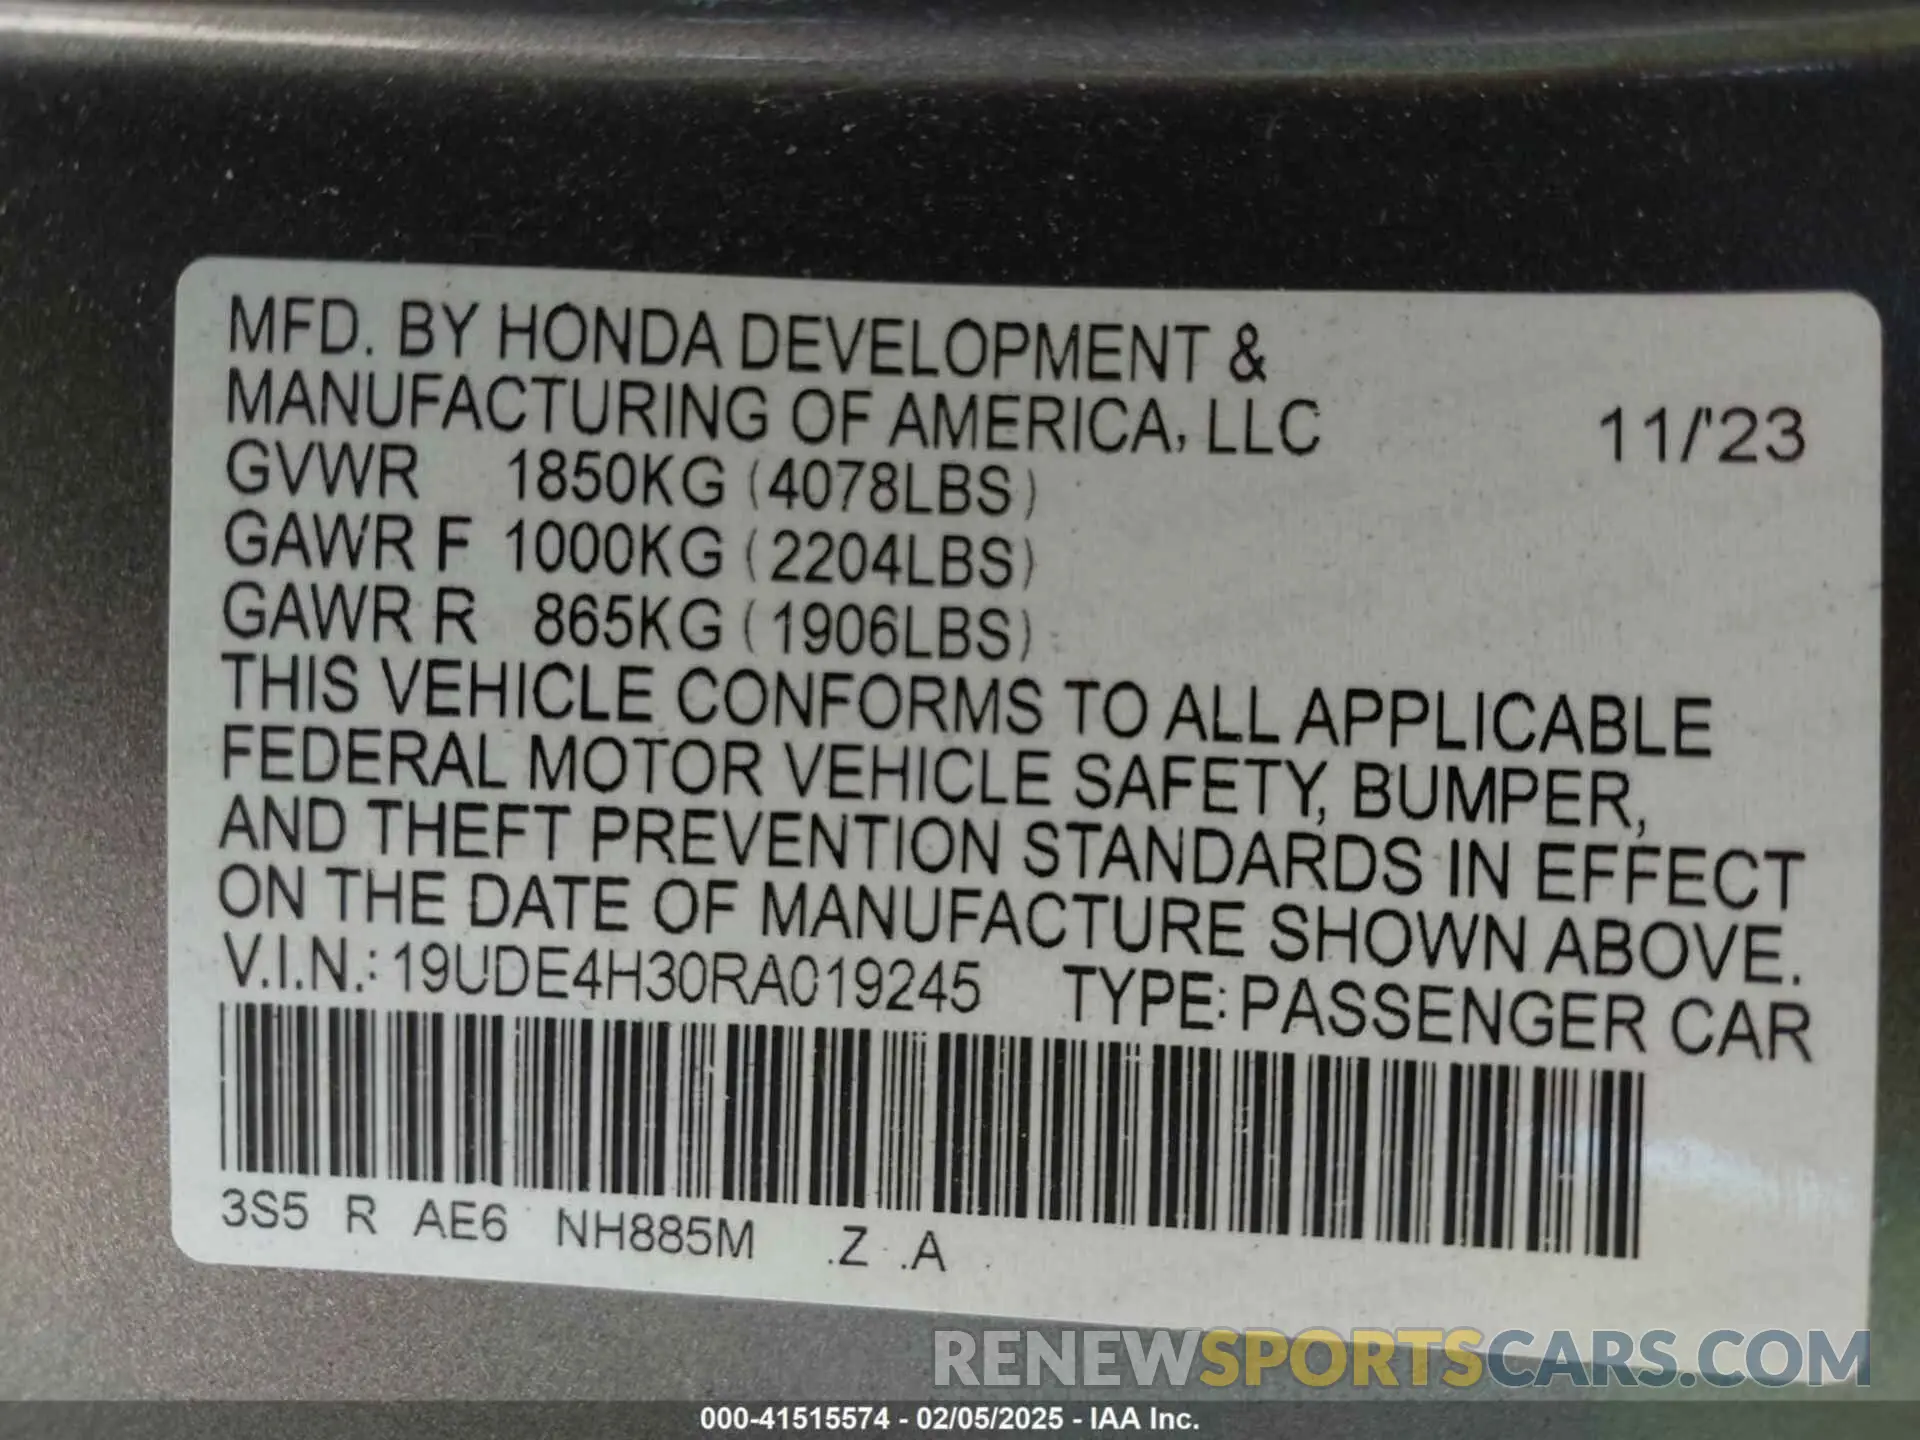 MFD. BY HONDA DEVELOPMENT &
MANUFACTURING OF AMERICA, LLC 11/'23
GVWR 1850KG (4078LBS)
GAWR F 1000KG (2204LBS)
GAWR R 865KG (1906LBS)
THIS VEHICLE CONFORMS TO ALL APPLICABLE
FEDERAL MOTOR VEHICLE SAFETY, BUMPER,
AND THEFT PREVENTION STANDARDS IN EFFECT
ON THE DATE OF MANUFACTURE SHOWN ABOVE.
V.I.N.: 19UDE4H30RA019245 TYPE: PASSENGER CAR
3S5 R AE6 NH885M .Z .A
RENEWSPORTSCARS.COM
000-41515574 - 02/05/2025 - IAA Inc.